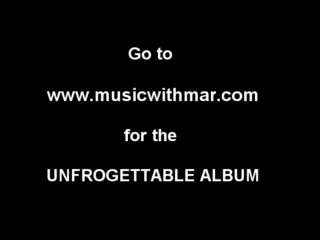 Go to
www.musicwithmar.com
for the
UNFROGETTABLE ALBUM